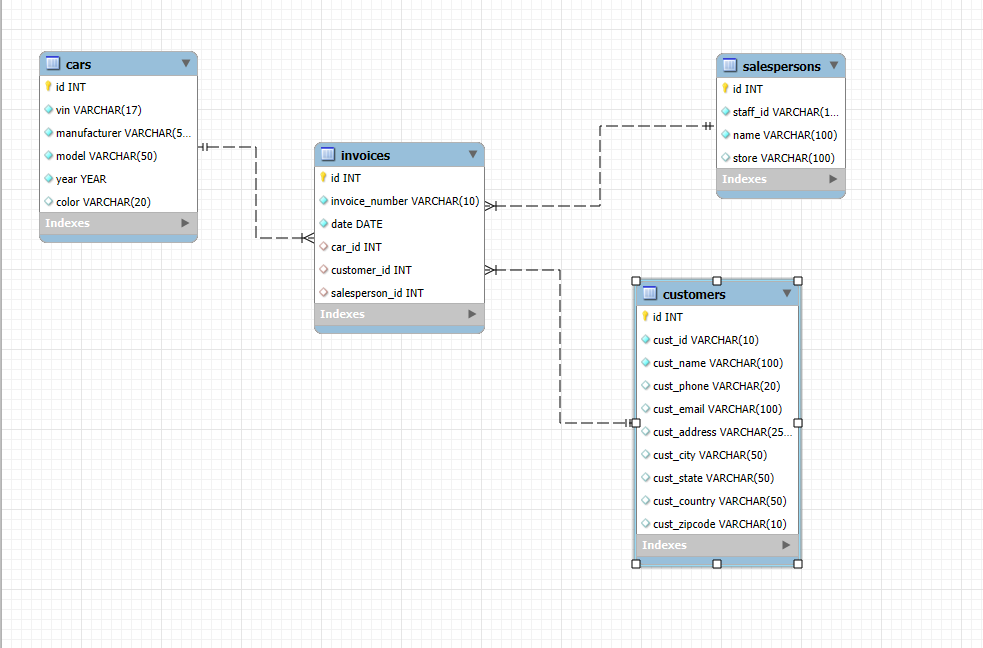 cars
id INT
vin VARCHAR(17)
manufacturer VARCHAR(5...
model VARCHAR(50)
year YEAR
color VARCHAR(20)
Indexes
invoices
id INT
invoice_number VARCHAR(10)
date DATE
car_id INT
customer_id INT
salesperson_id INT
Indexes
salespersons
id INT
staff_id VARCHAR(1...
name VARCHAR(100)
store VARCHAR(100)
Indexes
customers
id INT
cust_id VARCHAR(10)
cust_name VARCHAR(100)
cust_phone VARCHAR(20)
cust_email VARCHAR(100)
cust_address VARCHAR(25...
cust_city VARCHAR(50)
cust_state VARCHAR(50)
cust_country VARCHAR(50)
cust_zipcode VARCHAR(10)
Indexes